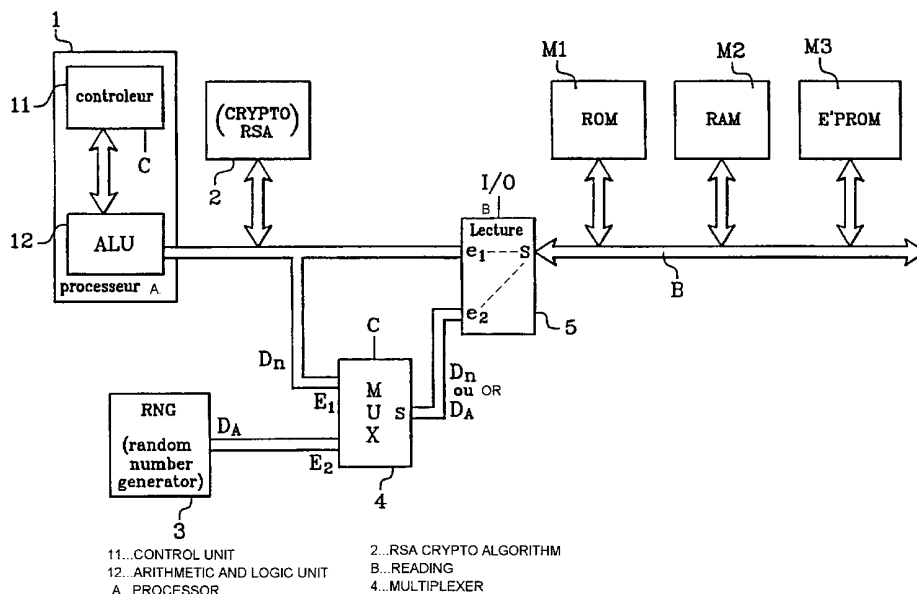 1
11
controleur
C
12
ALU
processeur A.
(CRYPTO)
RSA
2
M1
ROM
M2
RAM
M3
E²PROM
I/O
B
Lecture
e1
S
e2
5
B
Dn
C
E1
MUX
S
E2
4
Dn
ou OR
DA
RNG
(random
number
generator)
DA
3
11...CONTROL UNIT
12...ARITHMETIC AND LOGIC UNIT
A...PROCESSOR
2...RSA CRYPTO ALGORITHM
B...READING
4...MULTIPLEXER